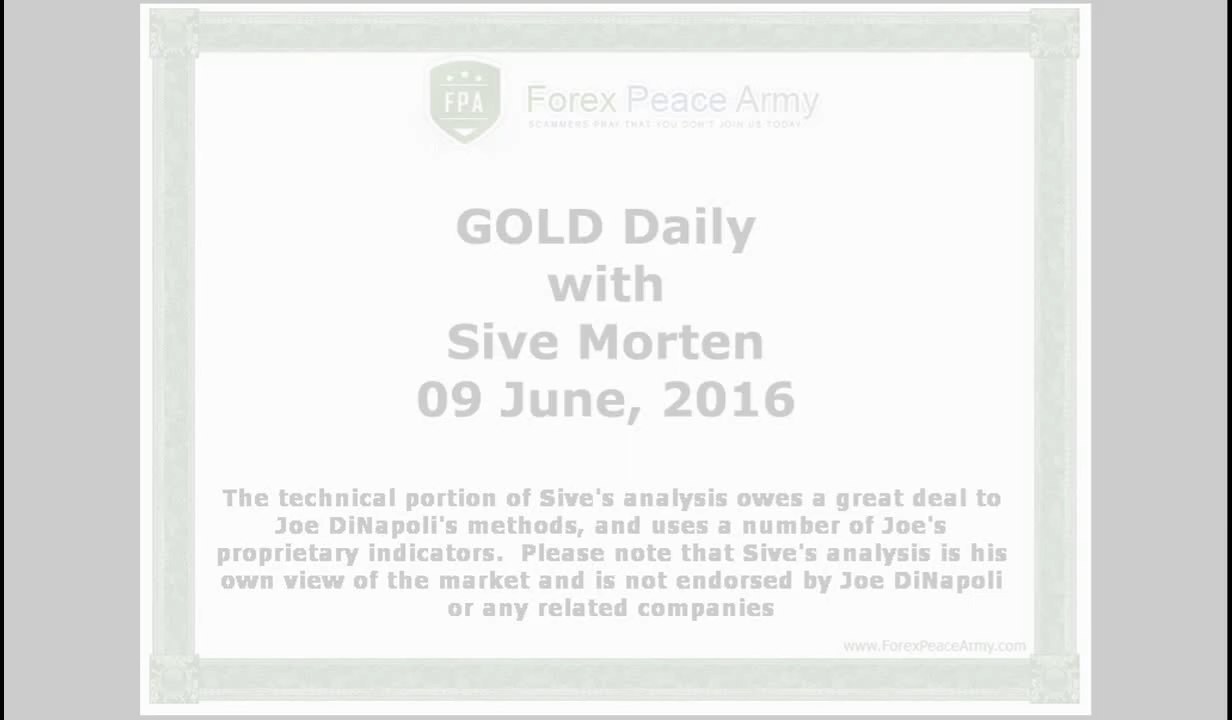 FPA
Forex Peace Army
SCAMMERS PRAY THAT YOU DON'T JOIN US TODAY
GOLD Daily
with
Sive Morten
09 June, 2016
The technical portion of Sive's analysis owes a great deal to
Joe DiNapoli's methods, and uses a number of Joe's
proprietary indicators.  Please note that Sive's analysis is his
own view of the market and is not endorsed by Joe DiNapoli
or any related companies
www.ForexPeaceArmy.com